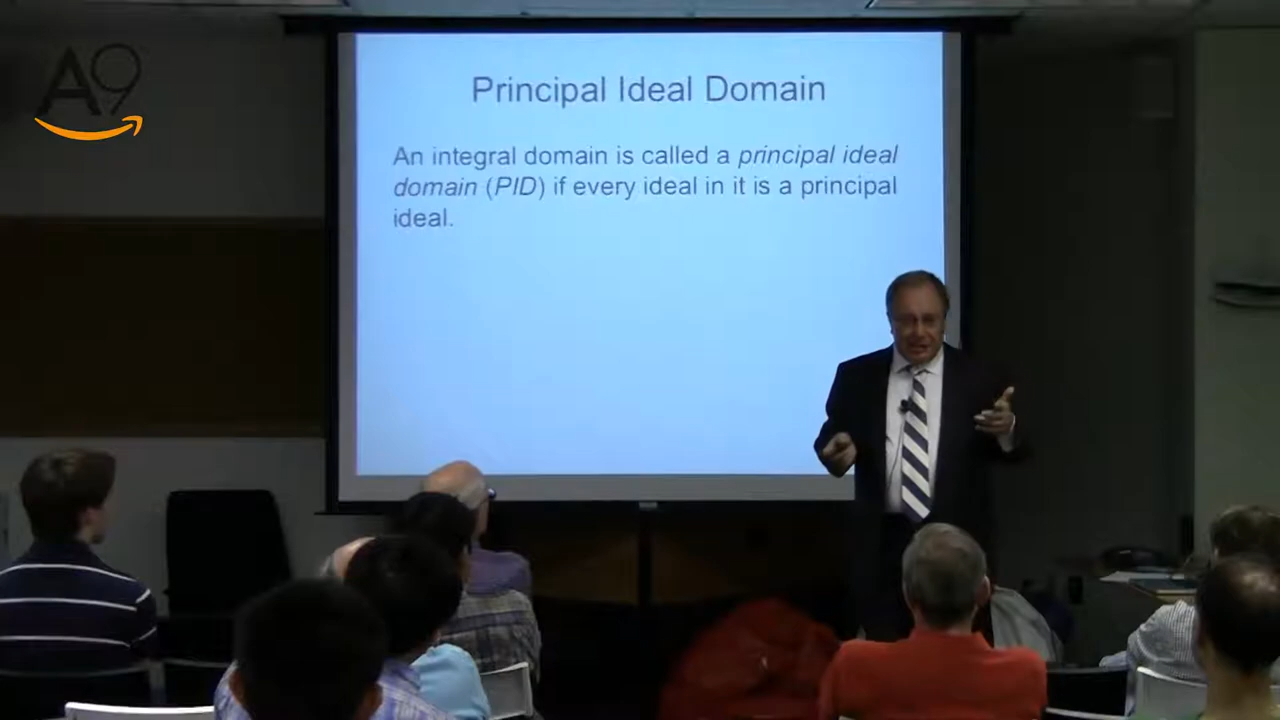 A9
Principal Ideal Domain
An integral domain is called a principal ideal
domain (PID) if every ideal in it is a principal
ideal.